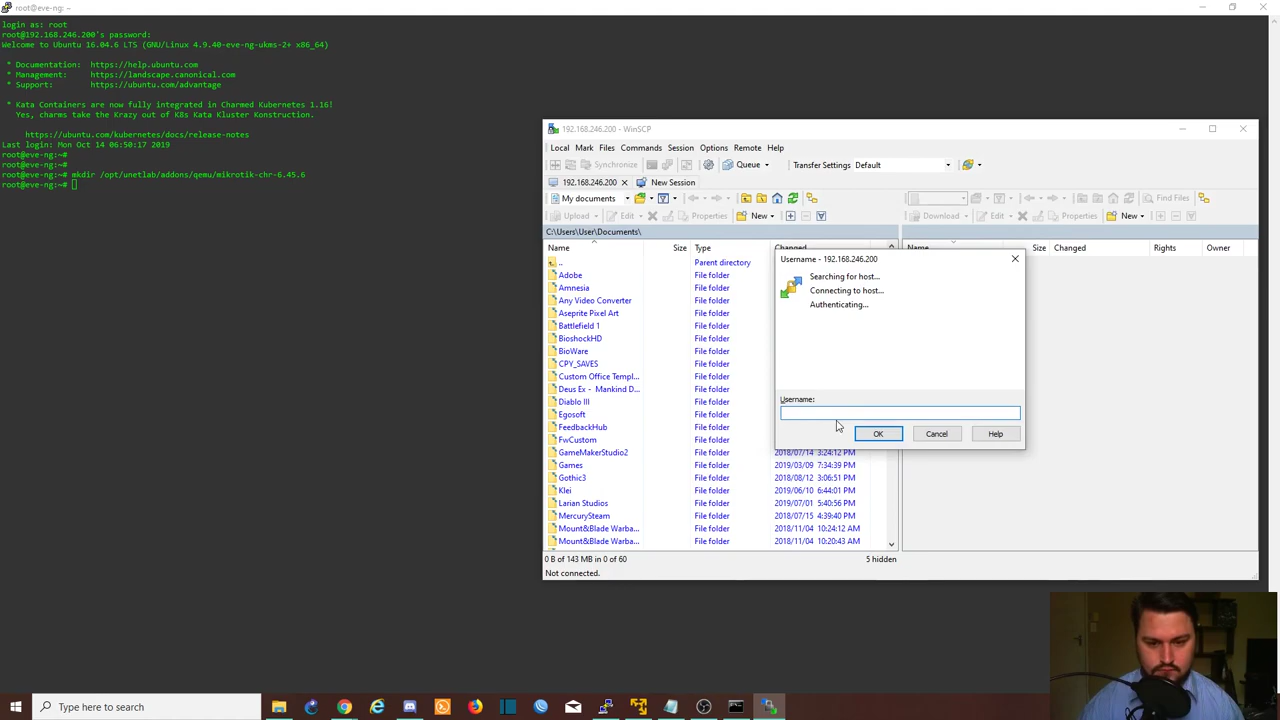 root@eve-ng: ~
login as: root
root@192.168.246.200's password:
Welcome to Ubuntu 16.04.6 LTS (GNU/Linux 4.9.40-eve-ng-ukms-2+ x86_64)
* Documentation: https://help.ubuntu.com
* Management: https://landscape.canonical.com
* Support: https://ubuntu.com/advantage
* Kata Containers are now fully integrated in Charmed Kubernetes 1.16!
Yes, charms take the Krazy out of K8s Kata Kluster Konstruction.
https://ubuntu.com/kubernetes/docs/release-notes
Last login: Mon Oct 14 06:50:17 2019
root@eve-ng:~#
root@eve-ng:~#
root@eve-ng:~# mkdir /opt/unetlab/addons/qemu/mikrotik-chr-6.45.6
root@eve-ng:~#
192.168.246.200 - WinSCP
Local Mark Files Commands Session Options Remote Help
Synchronize Queue Transfer Settings Default
192.168.246.200 New Session
My documents Find Files
Upload Edit Properties New Download Edit Properties New
C:\Users\User\Documents\
Name Size Type Changed Name Size Changed Rights Owner
.. Parent directory
Adobe File folder
Amnesia File folder
Any Video Converter File folder
Aseprite Pixel Art File folder
Battlefield 1 File folder
BioshockHD File folder
BioWare File folder
CPY_SAVES File folder
Custom Office Templ... File folder
Deus Ex - Mankind D... File folder
Diablo III File folder
Egosoft File folder
FeedbackHub File folder
FwCustom File folder
GameMakerStudio2 File folder 2018/07/14 3:24:12 PM
Games File folder 2019/03/09 7:34:39 PM
Gothic3 File folder 2018/08/12 3:06:51 PM
Klei File folder 2019/06/10 6:44:01 PM
Larian Studios File folder 2019/07/01 5:40:56 PM
MercurySteam File folder 2018/07/15 4:39:40 PM
Mount&Blade Warba... File folder 2018/11/04 10:24:12 AM
Mount&Blade Warba... File folder 2018/11/04 10:20:43 AM
0 B of 143 MB in 0 of 60 5 hidden
Not connected.
Username - 192.168.246.200
Searching for host...
Connecting to host...
Authenticating...
Username:
OK Cancel Help
Type here to search